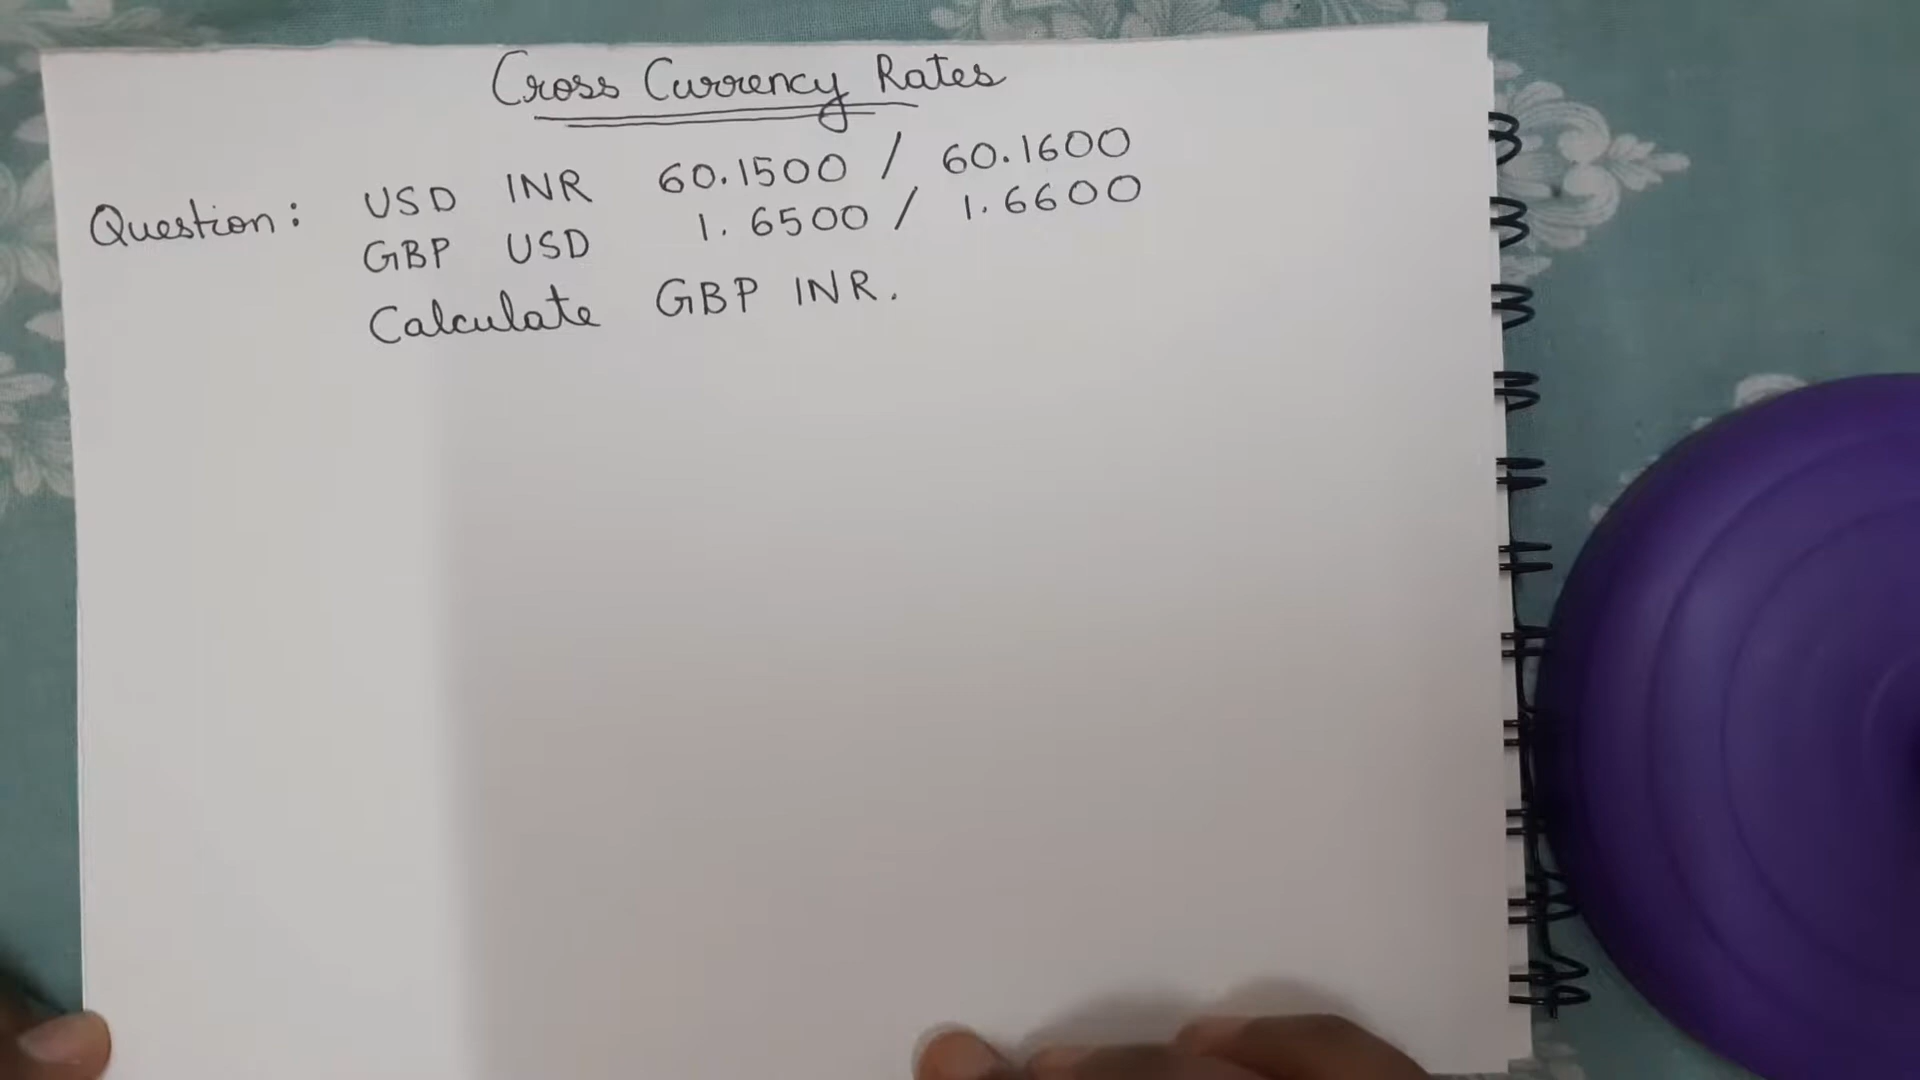 Cross Currency Rates
Question: USD INR 60.1500 / 60.1600
GBP USD 1.6500 / 1.6600
Calculate GBP INR.